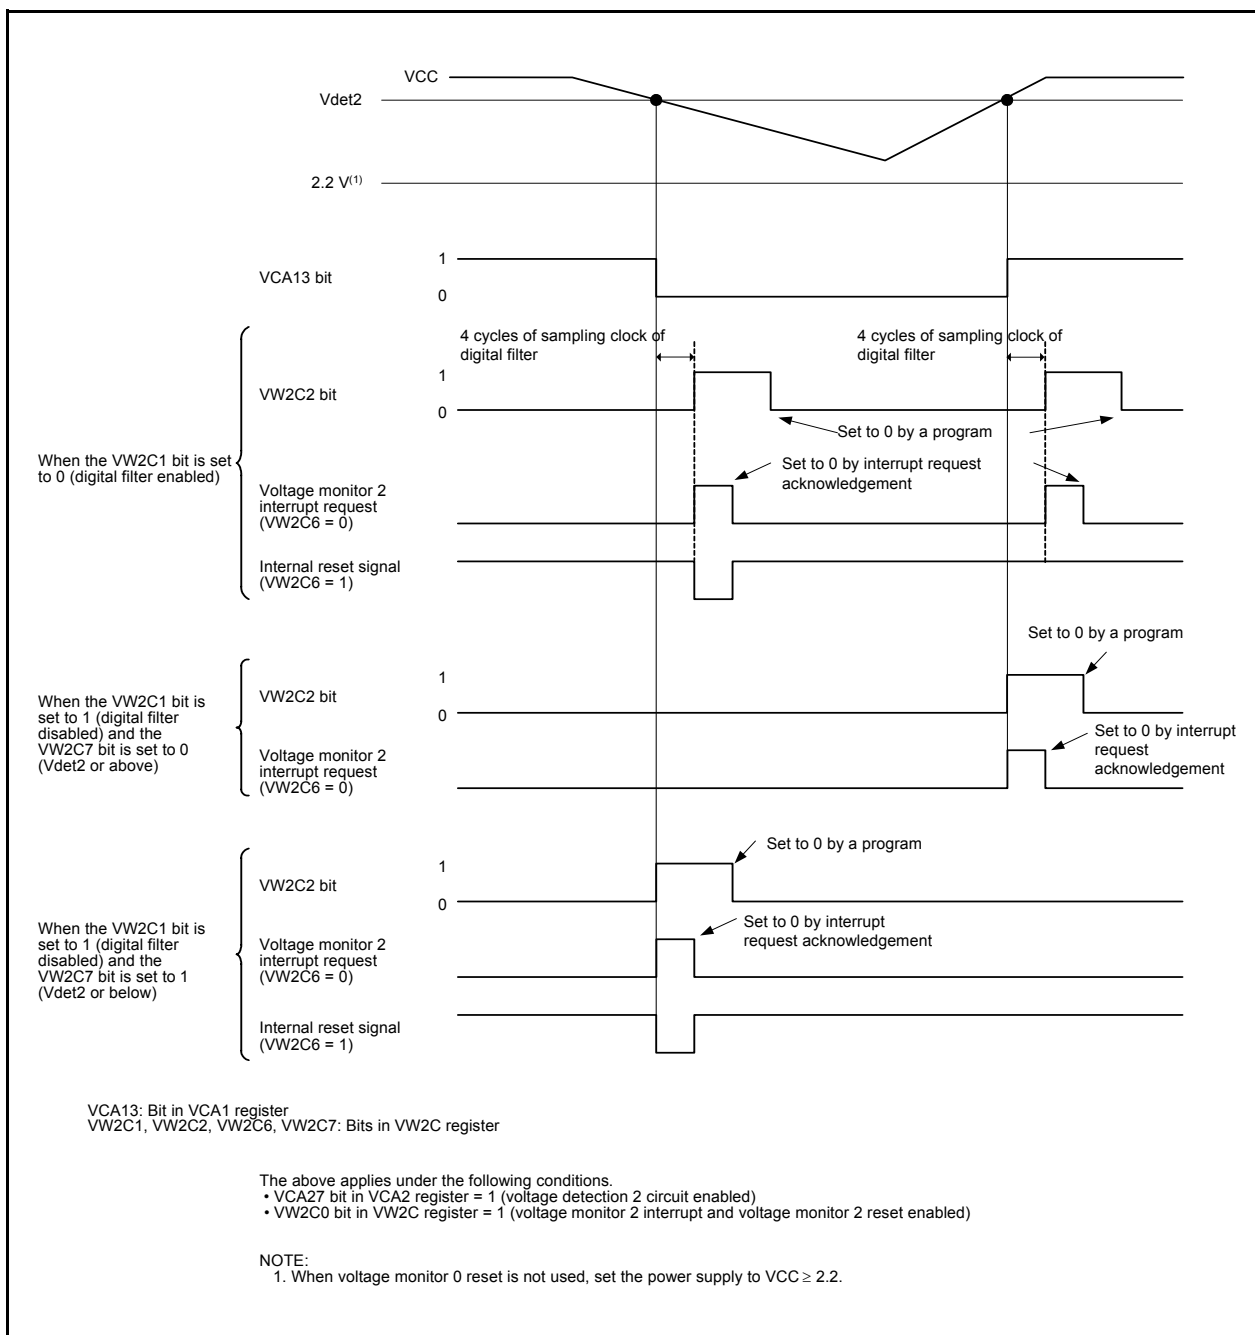 VCC
Vdet2
2.2 V(1)
VCA13 bit
1
0
4 cycles of sampling clock of
digital filter
4 cycles of sampling clock of
digital filter
When the VW2C1 bit is set
to 0 (digital filter enabled)
VW2C2 bit
1
0
Set to 0 by a program
Set to 0 by interrupt request
acknowledgement
Voltage monitor 2
interrupt request
(VW2C6 = 0)
Internal reset signal
(VW2C6 = 1)
When the VW2C1 bit is
set to 1 (digital filter
disabled) and the
VW2C7 bit is set to 0
(Vdet2 or above)
Set to 0 by a program
VW2C2 bit
1
0
Set to 0 by interrupt
request
acknowledgement
Voltage monitor 2
interrupt request
(VW2C6 = 0)
When the VW2C1 bit is
set to 1 (digital filter
disabled) and the
VW2C7 bit is set to 1
(Vdet2 or below)
Set to 0 by a program
VW2C2 bit
1
0
Set to 0 by interrupt
request acknowledgement
Voltage monitor 2
interrupt request
(VW2C6 = 0)
Internal reset signal
(VW2C6 = 1)
VCA13: Bit in VCA1 register
VW2C1, VW2C2, VW2C6, VW2C7: Bits in VW2C register
The above applies under the following conditions.
• VCA27 bit in VCA2 register = 1 (voltage detection 2 circuit enabled)
• VW2C0 bit in VW2C register = 1 (voltage monitor 2 interrupt and voltage monitor 2 reset enabled)
NOTE:
1. When voltage monitor 0 reset is not used, set the power supply to VCC ≥ 2.2.